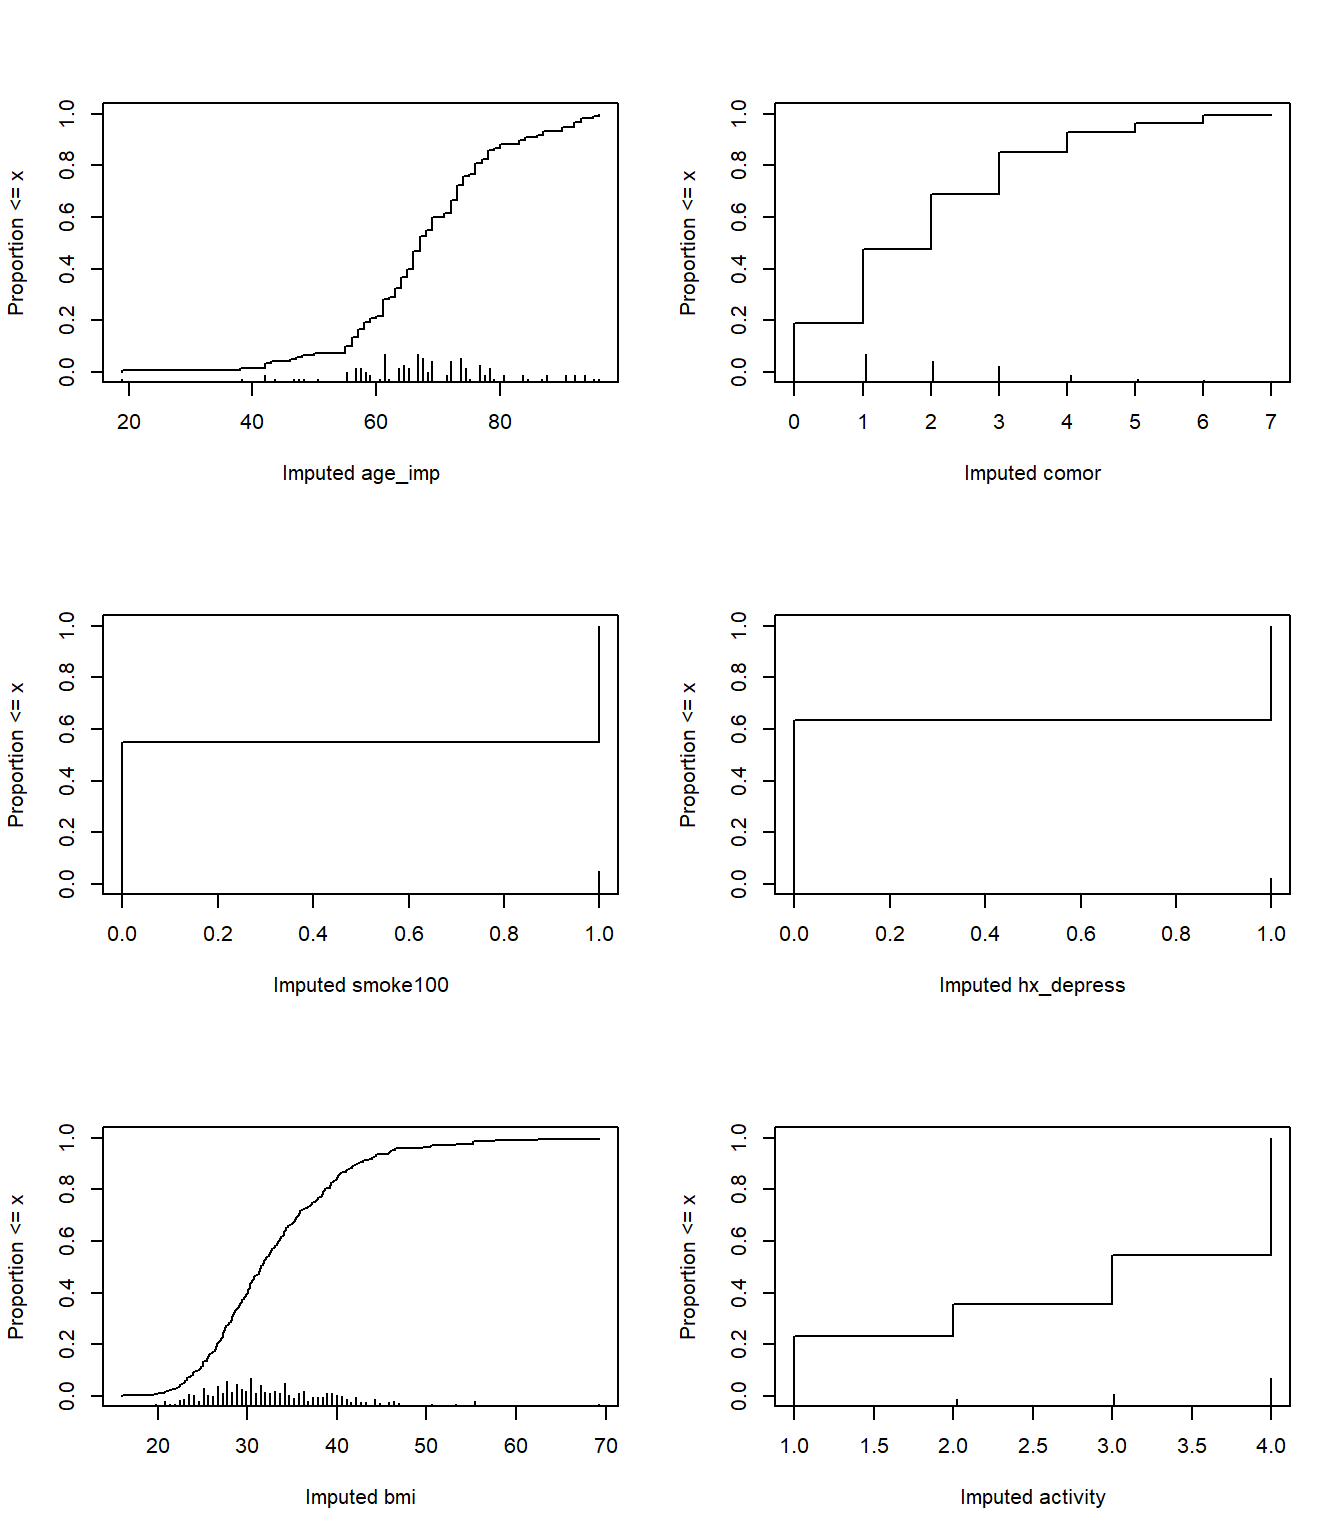 Proportion <= x
0.0 0.2 0.4 0.6 0.8 1.0
20 40 60 80
Imputed age_imp
Proportion <= x
0.0 0.2 0.4 0.6 0.8 1.0
0 1 2 3 4 5 6 7
Imputed comor
Proportion <= x
0.0 0.2 0.4 0.6 0.8 1.0
0.0 0.2 0.4 0.6 0.8 1.0
Imputed smoke100
Proportion <= x
0.0 0.2 0.4 0.6 0.8 1.0
0.0 0.2 0.4 0.6 0.8 1.0
Imputed hx_depress
Proportion <= x
0.0 0.2 0.4 0.6 0.8 1.0
20 30 40 50 60 70
Imputed bmi
Proportion <= x
0.0 0.2 0.4 0.6 0.8 1.0
1.0 1.5 2.0 2.5 3.0 3.5 4.0
Imputed activity